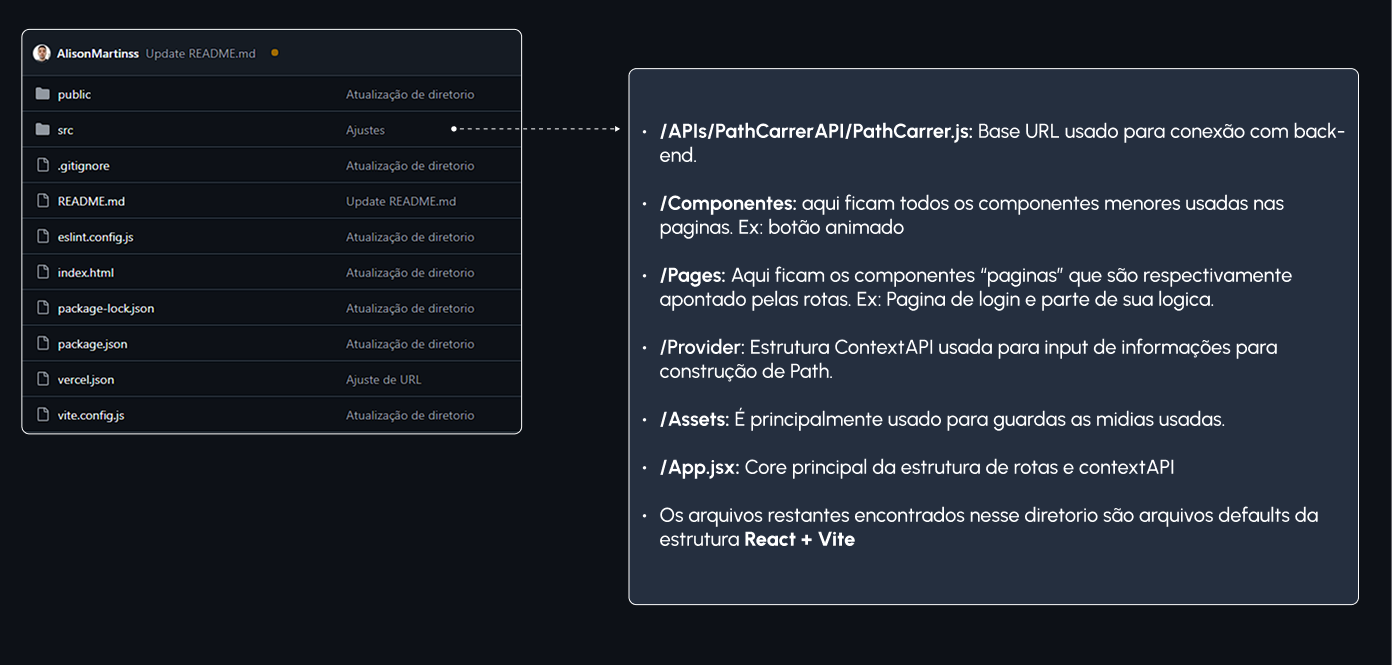 AlisonMartinss Update README.md
public Atualização de diretorio
src Ajustes
.gitignore Atualização de diretorio
README.md Update README.md
eslint.config.js Atualização de diretorio
index.html Atualização de diretorio
package-lock.json Atualização de diretorio
package.json Atualização de diretorio
vercel.json Ajuste de URL
vite.config.js Atualização de diretorio
• /APIs/PathCarrerAPI/PathCarrer.js: Base URL usado para conexão com back-
end.
• /Componentes: aqui ficam todos os componentes menores usadas nas
paginas. Ex: botão animado
• /Pages: Aqui ficam os componentes “paginas” que são respectivamente
apontado pelas rotas. Ex: Pagina de login e parte de sua logica.
• /Provider: Estrutura ContextAPI usada para input de informações para
construção de Path.
• /Assets: É principalmente usado para guardas as midias usadas.
• /App.jsx: Core principal da estrutura de rotas e contextAPI
• Os arquivos restantes encontrados nesse diretorio são arquivos defaults da
estrutura React + Vite